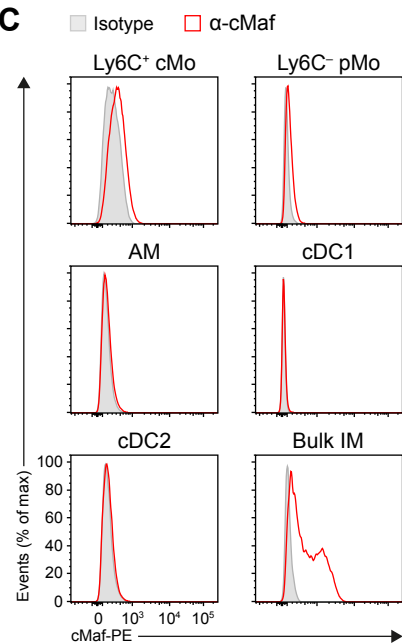 C
Isotype
α-cMaf
Ly6C⁺ cMo
Ly6C⁻ pMo
AM
cDC1
cDC2
Bulk IM
Events (% of max)
100
80
60
40
20
0
0 10³ 10⁴ 10⁵
cMaf-PE